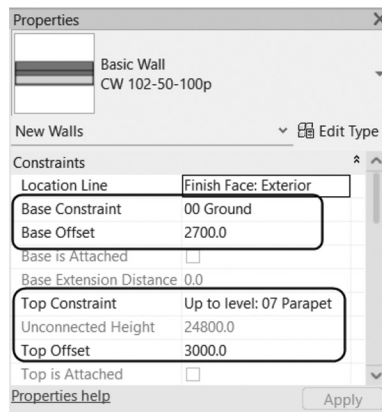 Properties
Basic Wall
CW 102-50-100p
New Walls Edit Type
Constraints
Location Line Finish Face: Exterior
Base Constraint 00 Ground
Base Offset 2700.0
Base is Attached
Base Extension Distance 0.0
Top Constraint Up to level: 07 Parapet
Unconnected Height 24800.0
Top Offset 3000.0
Top is Attached
Properties help Apply